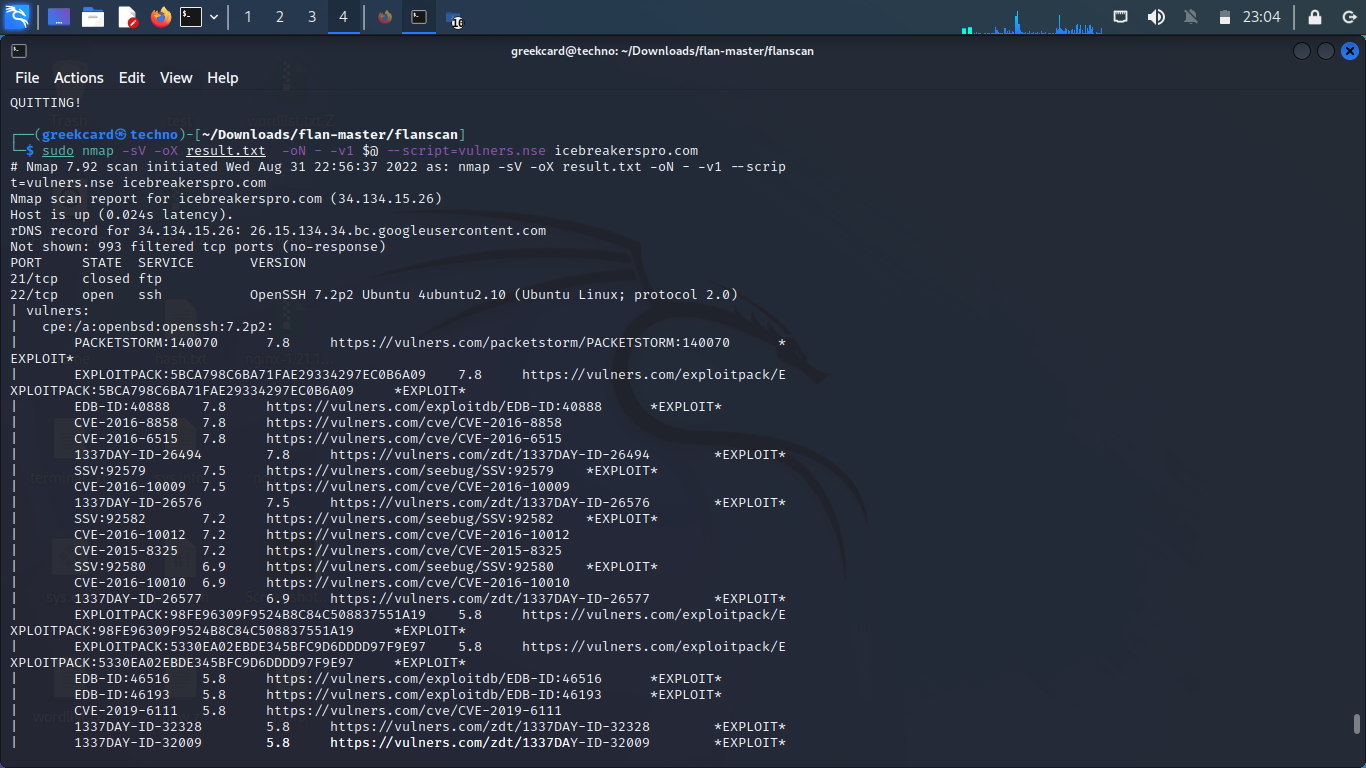 1 2 3 4 10 23:04
greekcard@techno: ~/Downloads/flan-master/flanscan
File Actions Edit View Help
QUITTING!
┌──(greekcard㉿techno)-[~/Downloads/flan-master/flanscan]
└─$ sudo nmap -sV -oX result.txt  -oN - -v1 $@ --script=vulners.nse icebreakerspro.com
# Nmap 7.92 scan initiated Wed Aug 31 22:56:37 2022 as: nmap -sV -oX result.txt -oN - -v1 --scrip
t=vulners.nse icebreakerspro.com
Nmap scan report for icebreakerspro.com (34.134.15.26)
Host is up (0.024s latency).
rDNS record for 34.134.15.26: 26.15.134.34.bc.googleusercontent.com
Not shown: 993 filtered tcp ports (no-response)
PORT     STATE  SERVICE       VERSION
21/tcp   closed ftp
22/tcp   open   ssh           OpenSSH 7.2p2 Ubuntu 4ubuntu2.10 (Ubuntu Linux; protocol 2.0)
| vulners:
|   cpe:/a:openbsd:openssh:7.2p2:
|       PACKETSTORM:140070      7.8     https://vulners.com/packetstorm/PACKETSTORM:140070      *
EXPLOIT*
|       EXPLOITPACK:5BCA798C6BA71FAE29334297EC0B6A09    7.8     https://vulners.com/exploitpack/E
XPLOITPACK:5BCA798C6BA71FAE29334297EC0B6A09     *EXPLOIT*
|       EDB-ID:40888    7.8     https://vulners.com/exploitdb/EDB-ID:40888      *EXPLOIT*
|       CVE-2016-8858   7.8     https://vulners.com/cve/CVE-2016-8858
|       CVE-2016-6515   7.8     https://vulners.com/cve/CVE-2016-6515
|       1337DAY-ID-26494        7.8     https://vulners.com/zdt/1337DAY-ID-26494        *EXPLOIT*
|       SSV:92579       7.5     https://vulners.com/seebug/SSV:92579    *EXPLOIT*
|       CVE-2016-10009  7.5     https://vulners.com/cve/CVE-2016-10009
|       1337DAY-ID-26576        7.5     https://vulners.com/zdt/1337DAY-ID-26576        *EXPLOIT*
|       SSV:92582       7.2     https://vulners.com/seebug/SSV:92582    *EXPLOIT*
|       CVE-2016-10012  7.2     https://vulners.com/cve/CVE-2016-10012
|       CVE-2015-8325   7.2     https://vulners.com/cve/CVE-2015-8325
|       SSV:92580       6.9     https://vulners.com/seebug/SSV:92580    *EXPLOIT*
|       CVE-2016-10010  6.9     https://vulners.com/cve/CVE-2016-10010
|       1337DAY-ID-26577        6.9     https://vulners.com/zdt/1337DAY-ID-26577        *EXPLOIT*
|       EXPLOITPACK:98FE96309F9524B8C84C508837551A19    5.8     https://vulners.com/exploitpack/E
XPLOITPACK:98FE96309F9524B8C84C508837551A19     *EXPLOIT*
|       EXPLOITPACK:5330EA02EBDE345BFC9D6DDDD97F9E97    5.8     https://vulners.com/exploitpack/E
XPLOITPACK:5330EA02EBDE345BFC9D6DDDD97F9E97     *EXPLOIT*
|       EDB-ID:46516    5.8     https://vulners.com/exploitdb/EDB-ID:46516      *EXPLOIT*
|       EDB-ID:46193    5.8     https://vulners.com/exploitdb/EDB-ID:46193      *EXPLOIT*
|       CVE-2019-6111   5.8     https://vulners.com/cve/CVE-2019-6111
|       1337DAY-ID-32328        5.8     https://vulners.com/zdt/1337DAY-ID-32328        *EXPLOIT*
|       1337DAY-ID-32009        5.8     https://vulners.com/zdt/1337DAY-ID-32009        *EXPLOIT*